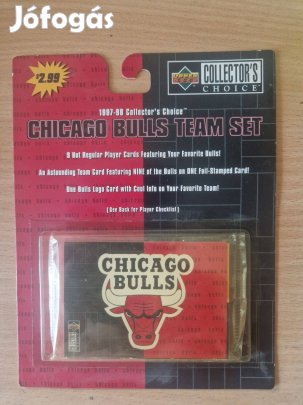 Jófogás
$2.99
UPPER DECK
COLLECTOR'S
CHOICE
1997-98 Collector's Choice
CHICAGO BULLS TEAM SET
9 Hot Regular Player Cards Featuring Your Favorite Bulls!
An Astounding Team Card Featuring NINE of the Bulls on ONE Foil-Stamped Card!
One Bulls Logo Card with Cool Info on Your Favorite Team!
(See Back for Player Checklist)
CHICAGO
BULLS